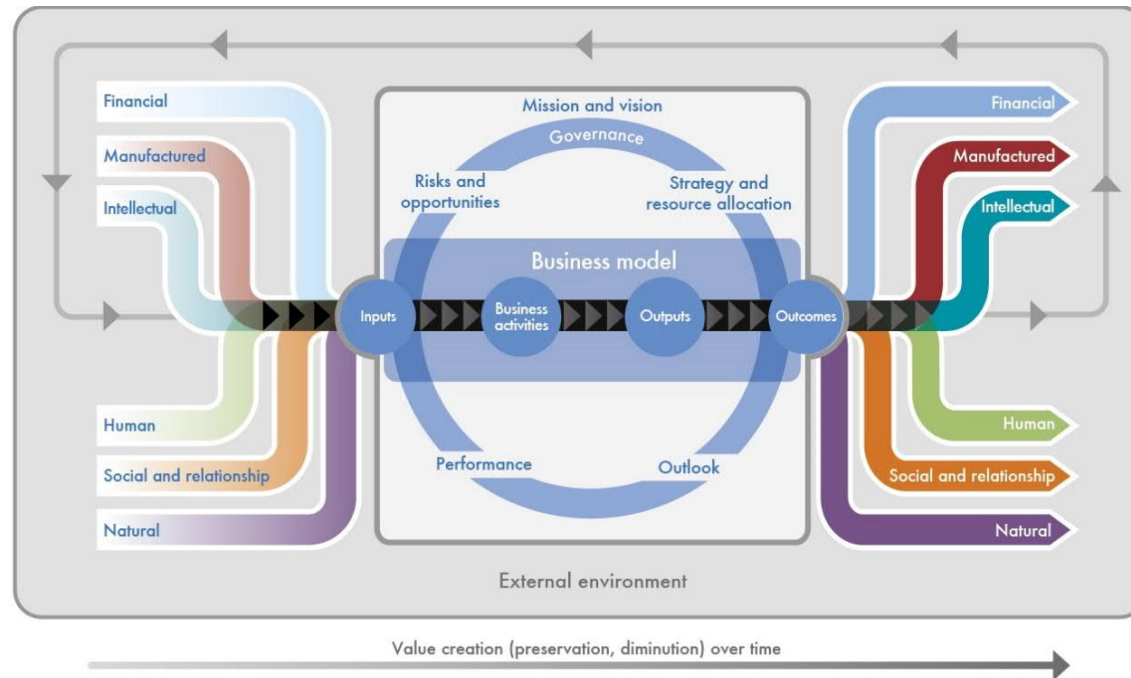 Financial
Manufactured
Intellectual
Human
Social and relationship
Natural
Mission and vision
Governance
Risks and
opportunities
Strategy and
resource allocation
Business model
Inputs
Business
activities
Outputs
Outcomes
Performance
Outlook
Financial
Manufactured
Intellectual
Human
Social and relationship
Natural
External environment
Value creation (preservation, diminution) over time